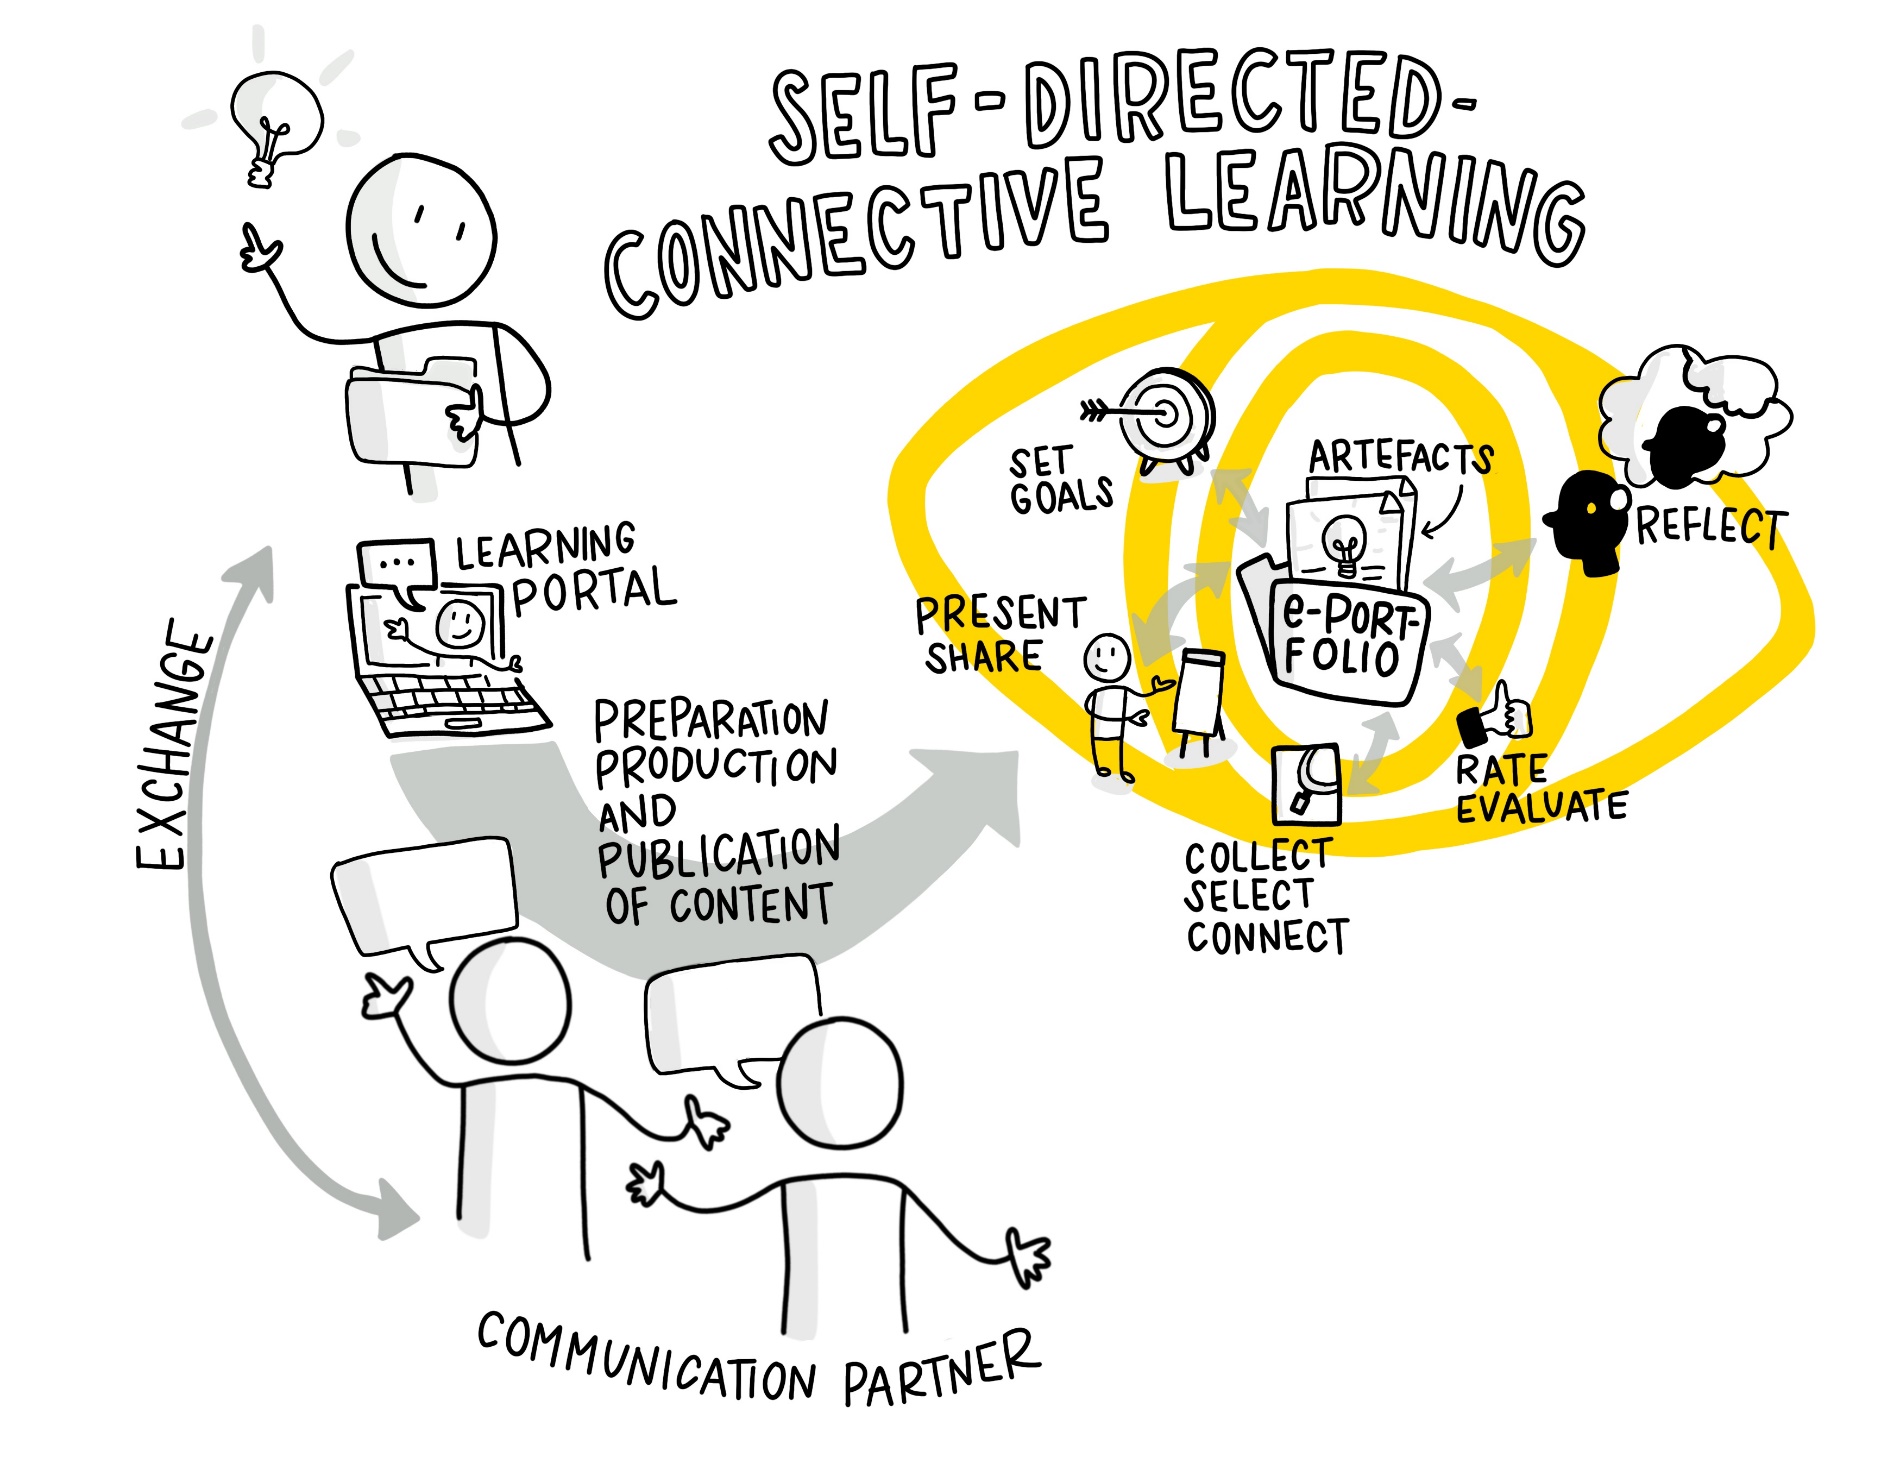 SELF-DIRECTED-
CONNECTIVE LEARNING
LEARNING
PORTAL
EXCHANGE
PREPARATION
PRODUCTION
AND
PUBLICATION
OF CONTENT
COMMUNICATION PARTNER
SET
GOALS
ARTEFACTS
e-PORT-
FOLIO
REFLECT
PRESENT
SHARE
RATE
EVALUATE
COLLECT
SELECT
CONNECT